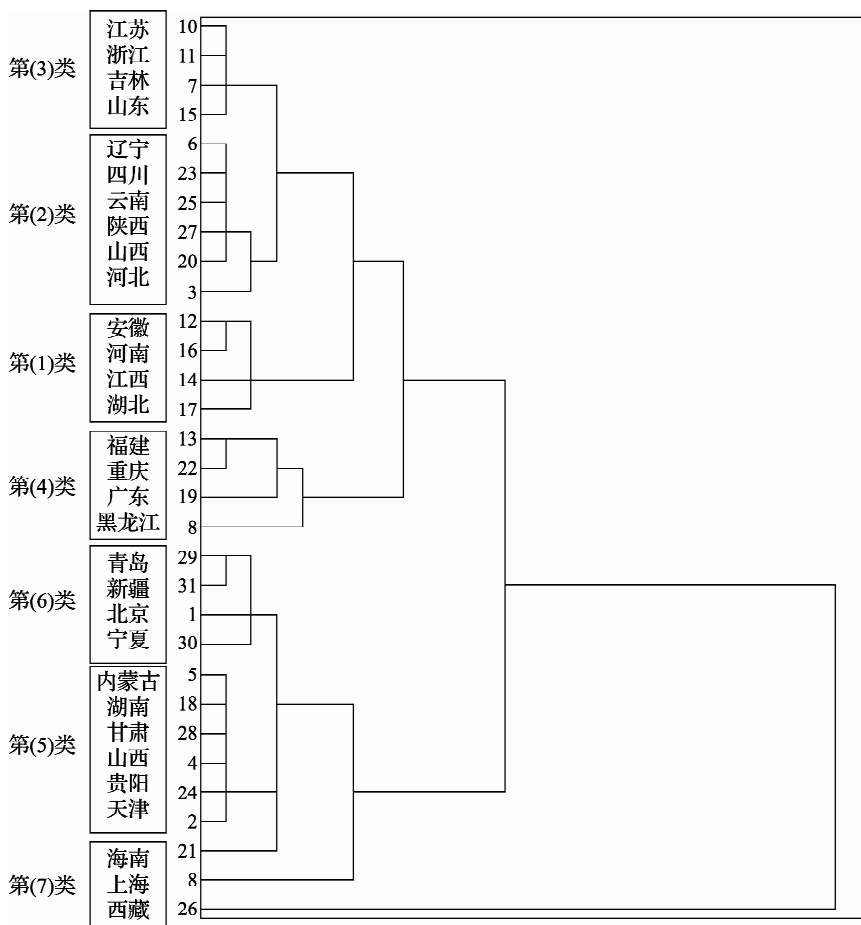 第(3)类
江苏 10
浙江 11
吉林 7
山东 15
第(2)类
辽宁 6
四川 23
云南 25
陕西 27
山西 20
河北 3
第(1)类
安徽 12
河南 16
江西 14
湖北 17
第(4)类
福建 13
重庆 22
广东 19
黑龙江 8
第(6)类
青岛 29
新疆 31
北京 1
宁夏 30
第(5)类
内蒙古 5
湖南 18
甘肃 28
山西 4
贵阳 24
天津 2
第(7)类
海南 21
上海 8
西藏 26